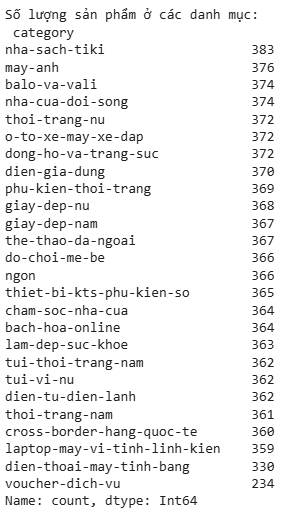 Số lượng sản phẩm ở các danh mục:
category
nha-sach-tiki 383
may-anh 376
balo-va-vali 374
nha-cua-doi-song 374
thoi-trang-nu 372
o-to-xe-may-xe-dap 372
dong-ho-va-trang-suc 372
dien-gia-dung 370
phu-kien-thoi-trang 369
giay-dep-nu 368
giay-dep-nam 367
the-thao-da-ngoai 367
do-choi-me-be 366
ngon 366
thiet-bi-kts-phu-kien-so 365
cham-soc-nha-cua 364
bach-hoa-online 364
lam-dep-suc-khoe 363
tui-thoi-trang-nam 362
tui-vi-nu 362
dien-tu-dien-lanh 362
thoi-trang-nam 361
cross-border-hang-quoc-te 360
laptop-may-vi-tinh-linh-kien 359
dien-thoai-may-tinh-bang 330
voucher-dich-vu 234
Name: count, dtype: Int64